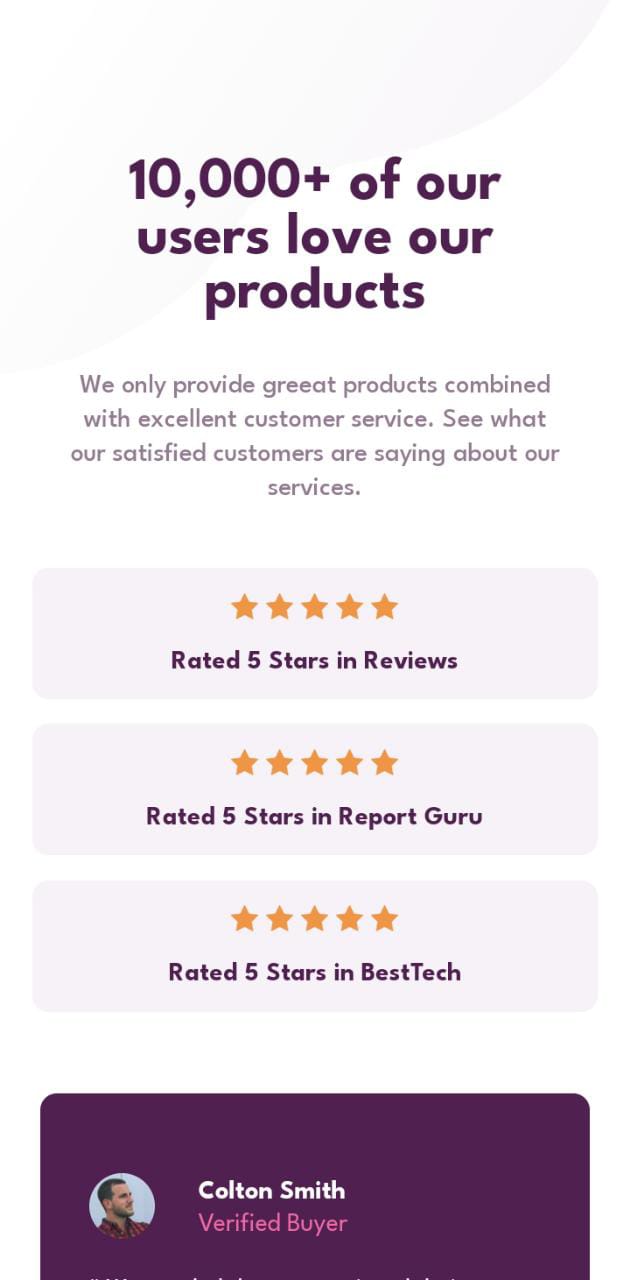 10,000+ of our
users love our
products
We only provide greeat products combined
with excellent customer service. See what
our satisfied customers are saying about our
services.
Rated 5 Stars in Reviews
Rated 5 Stars in Report Guru
Rated 5 Stars in BestTech
Colton Smith
Verified Buyer